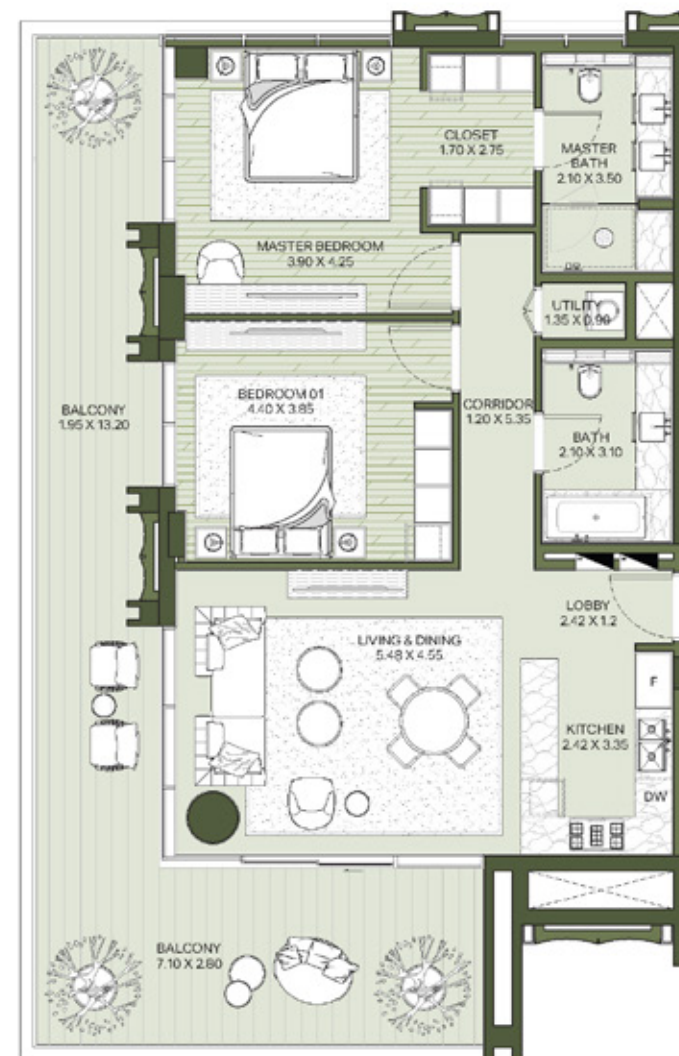 CLOSET
1.70 X 2.75
MASTER
BATH
2.10 X 3.50
MASTER BEDROOM
3.90 X 4.25
UTILITY
1.35 X 0.90
BEDROOM 01
4.40 X 3.85
CORRIDOR
1.20 X 5.35
BALCONY
1.95 X 13.20
BATH
2.10 X 3.10
LOBBY
2.42 X 1.2
LIVING & DINING
5.48 X 4.55
F
KITCHEN
2.42 X 3.35
DW
BALCONY
7.10 X 2.80